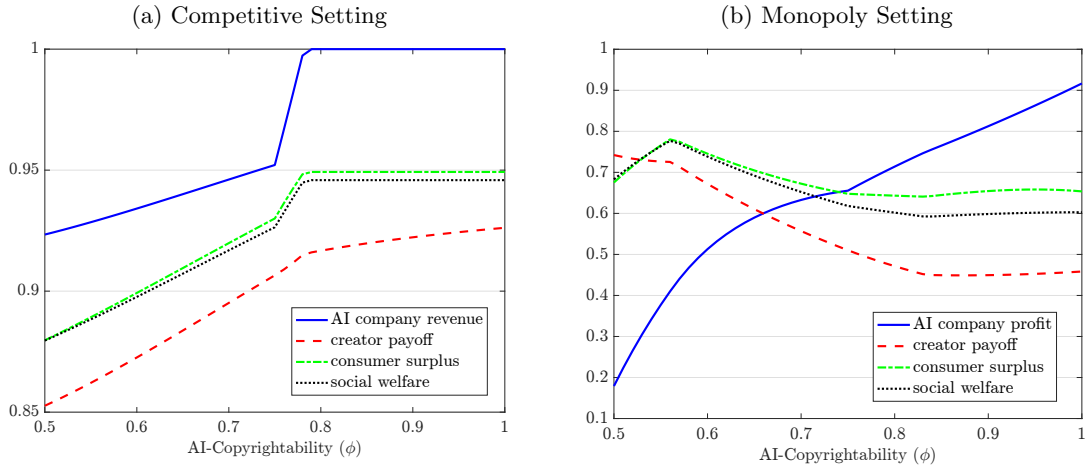 (a) Competitive Setting
1
0.95
0.9
0.85
0.5 0.6 0.7 0.8 0.9 1
AI-Copyrightability (ϕ)
AI company revenue
creator payoff
consumer surplus
social welfare
(b) Monopoly Setting
1
0.9
0.8
0.7
0.6
0.5
0.4
0.3
0.2
0.1
0.5 0.6 0.7 0.8 0.9 1
AI-Copyrightability (ϕ)
AI company profit
creator payoff
consumer surplus
social welfare